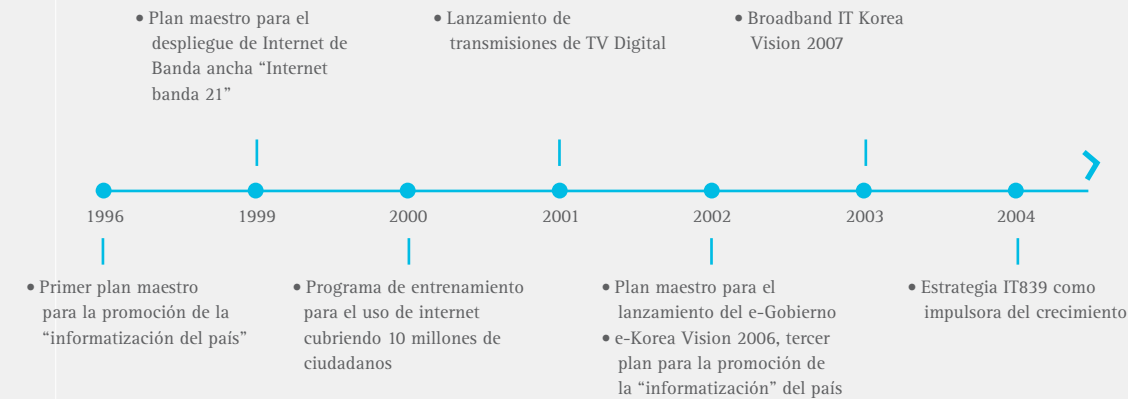 • Plan maestro para el
despliegue de Internet de
Banda ancha “Internet
banda 21”
• Lanzamiento de
transmisiones de TV Digital
• Broadband IT Korea
Vision 2007
1996
1999
2000
2001
2002
2003
2004
• Primer plan maestro
para la promoción de la
“informatización del país”
• Programa de entrenamiento
para el uso de internet
cubriendo 10 millones de
ciudadanos
• Plan maestro para el
lanzamiento del e-Gobierno
• e-Korea Vision 2006, tercer
plan para la promoción de
la “informatización” del país
• Estrategia IT839 como
impulsora del crecimiento